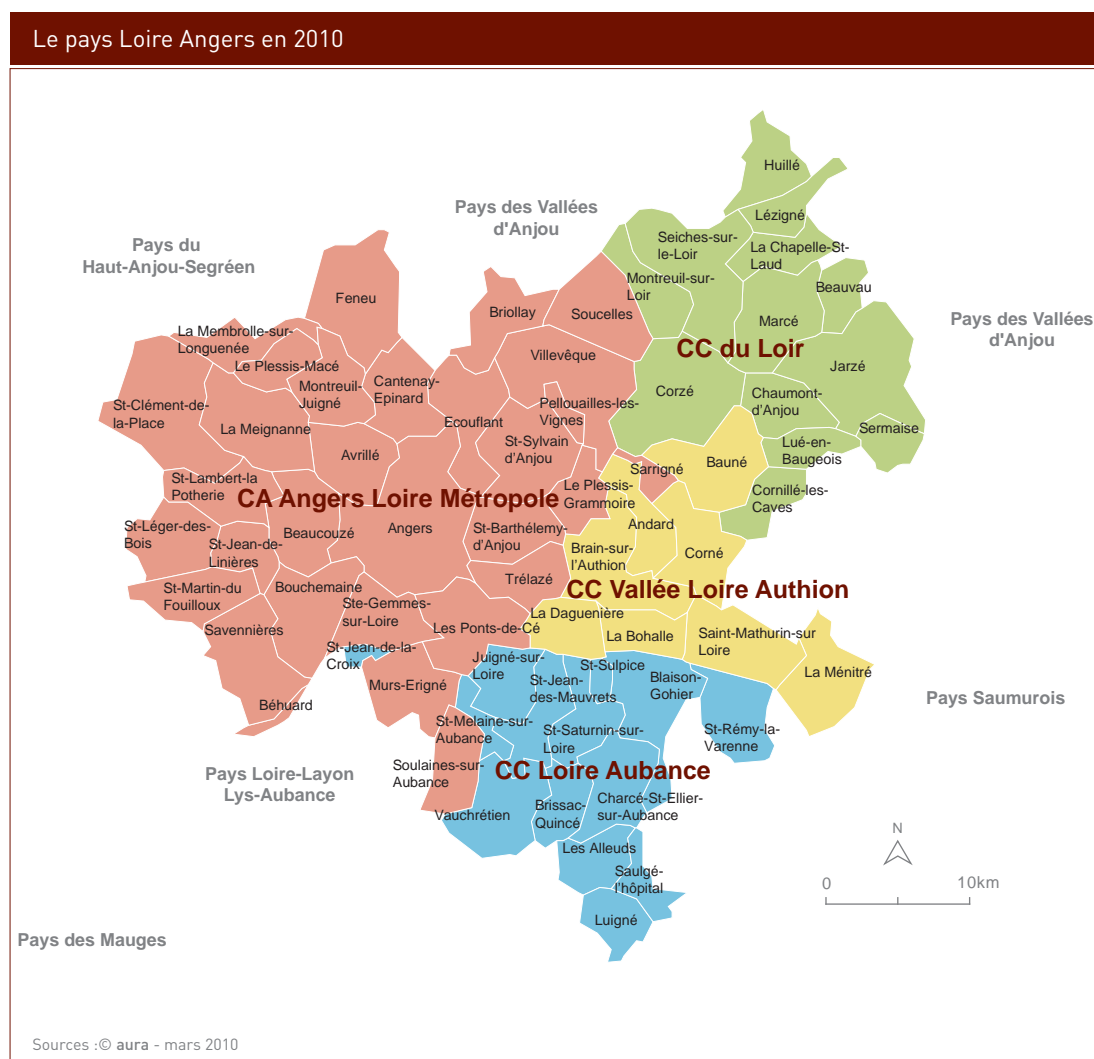 Le pays Loire Angers en 2010
Huillé
Pays des Vallées
d'Anjou
Lézigné
Pays du
Haut-Anjou-Segréen
Seiches-sur-
le-Loir
La Chapelle-St-
Laud
Feneu
Montreuil-sur-
Loir
Beauvau
Briollay
Soucelles
Marcé
Pays des Vallées
d'Anjou
La Membrolle-sur-
Longuenée
Villevêque
CC du Loir
Le Plessis-Macé
Jarzé
Montreuil-
Juigné
Cantenay-
Epinard
Corzé
Chaumont-
d'Anjou
St-Clément-de-
la-Place
Pellouailles-les-
Vignes
La Meignanne
Ecouflant
Sermaise
St-Sylvain
d'Anjou
Lué-en-
Baugeois
Avrillé
Bauné
Sarrigné
St-Lambert-la
Potherie
CA Angers Loire Métropole
Le Plessis-
Grammoire
Cornillé-les-
Caves
St-Léger-des-
Bois
Beaucouzé
Angers
St-Barthélemy-
d'Anjou
Andard
St-Jean-de-
Linières
Brain-sur-
l'Authion
Corné
Trélazé
St-Martin-du
Fouilloux
Bouchemaine
CC Vallée Loire Authion
Ste-Gemmes-
sur-Loire
La Daguenière
Savennières
Les Ponts-de-Cé
La Bohalle
Saint-Mathurin-sur
Loire
St-Jean-de-la-
Croix
Juigné-sur-
Loire
St-Sulpice
La Ménitré
Murs-Erigné
St-Jean-
des-Mauvrets
Blaison-
Gohier
Pays Saumurois
Béhuard
St-Melaine-sur-
Aubance
St-Saturnin-sur-
Loire
St-Rémy-la-
Varenne
Pays Loire-Layon
Lys-Aubance
Soulaines-sur-
Aubance
CC Loire Aubance
Vauchrétien
Brissac-
Quincé
Charcé-St-Ellier-
sur-Aubance
N
Les Alleuds
Saulgé-
l'hôpital
0 10km
Luigné
Pays des Mauges
Sources :© aura - mars 2010